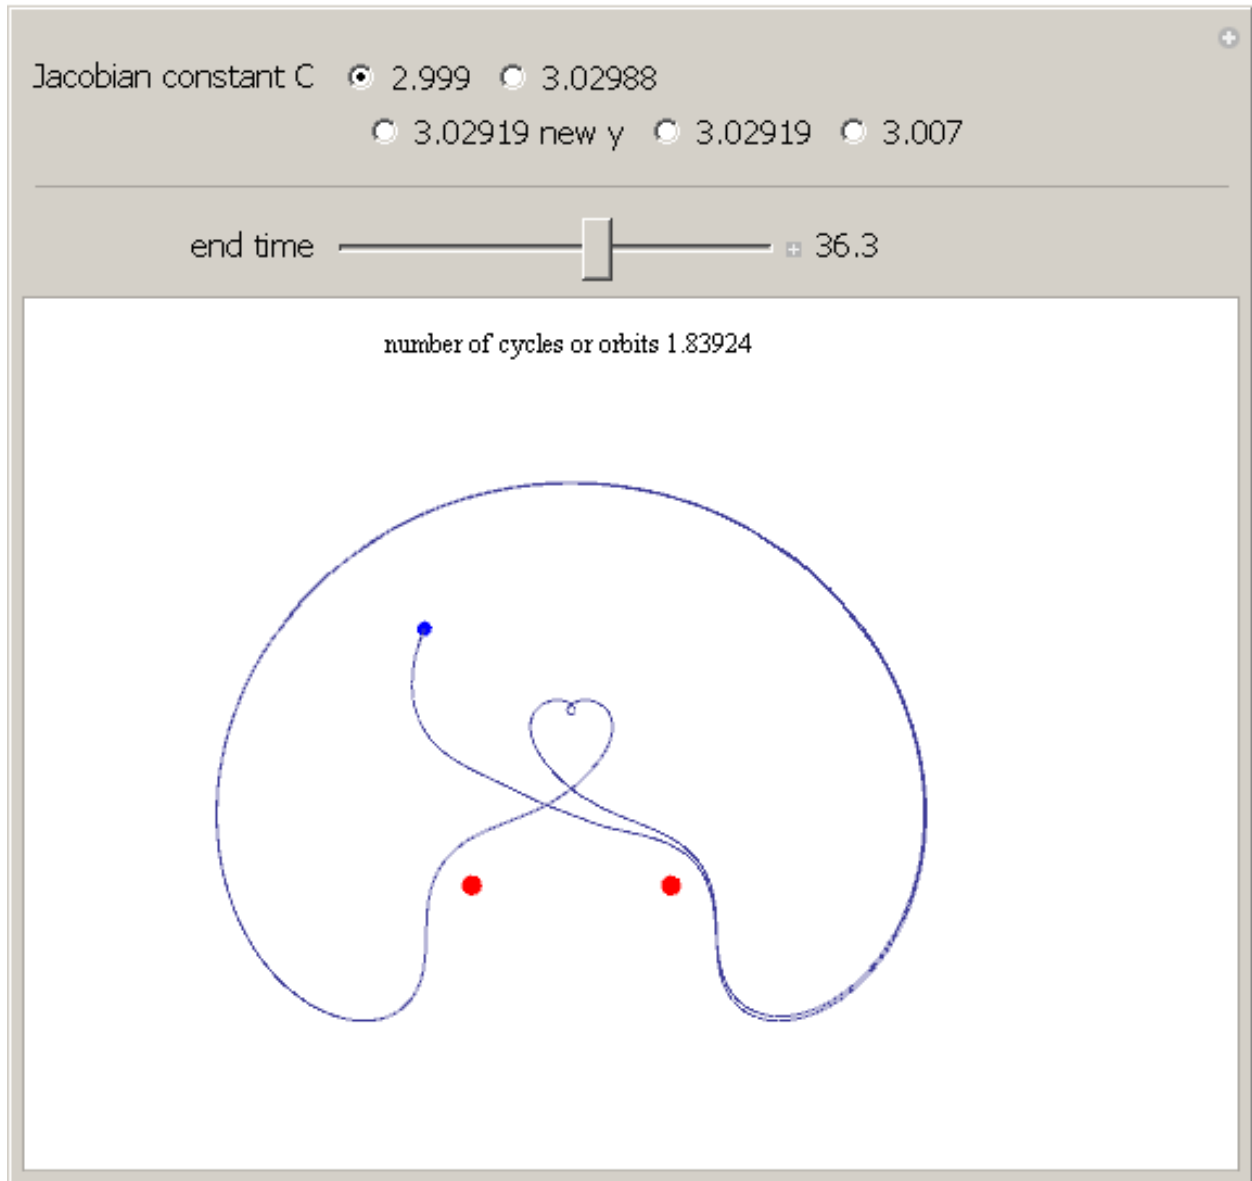 Jacobian constant C 2.999 3.02988
3.02919 new y 3.02919 3.007
end time 36.3
number of cycles or orbits 1.83924